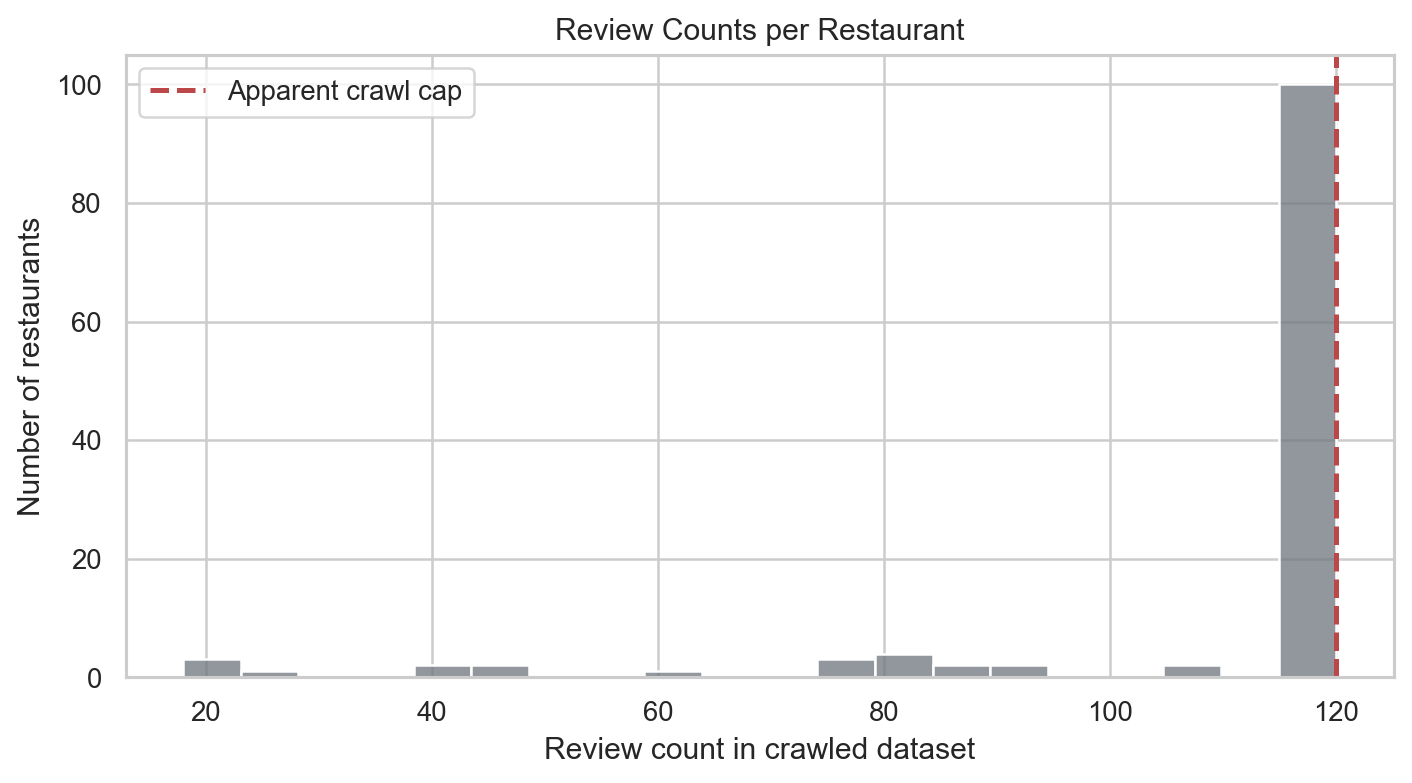 Review Counts per Restaurant
Apparent crawl cap
Number of restaurants
100
80
60
40
20
0
20 40 60 80 100 120
Review count in crawled dataset